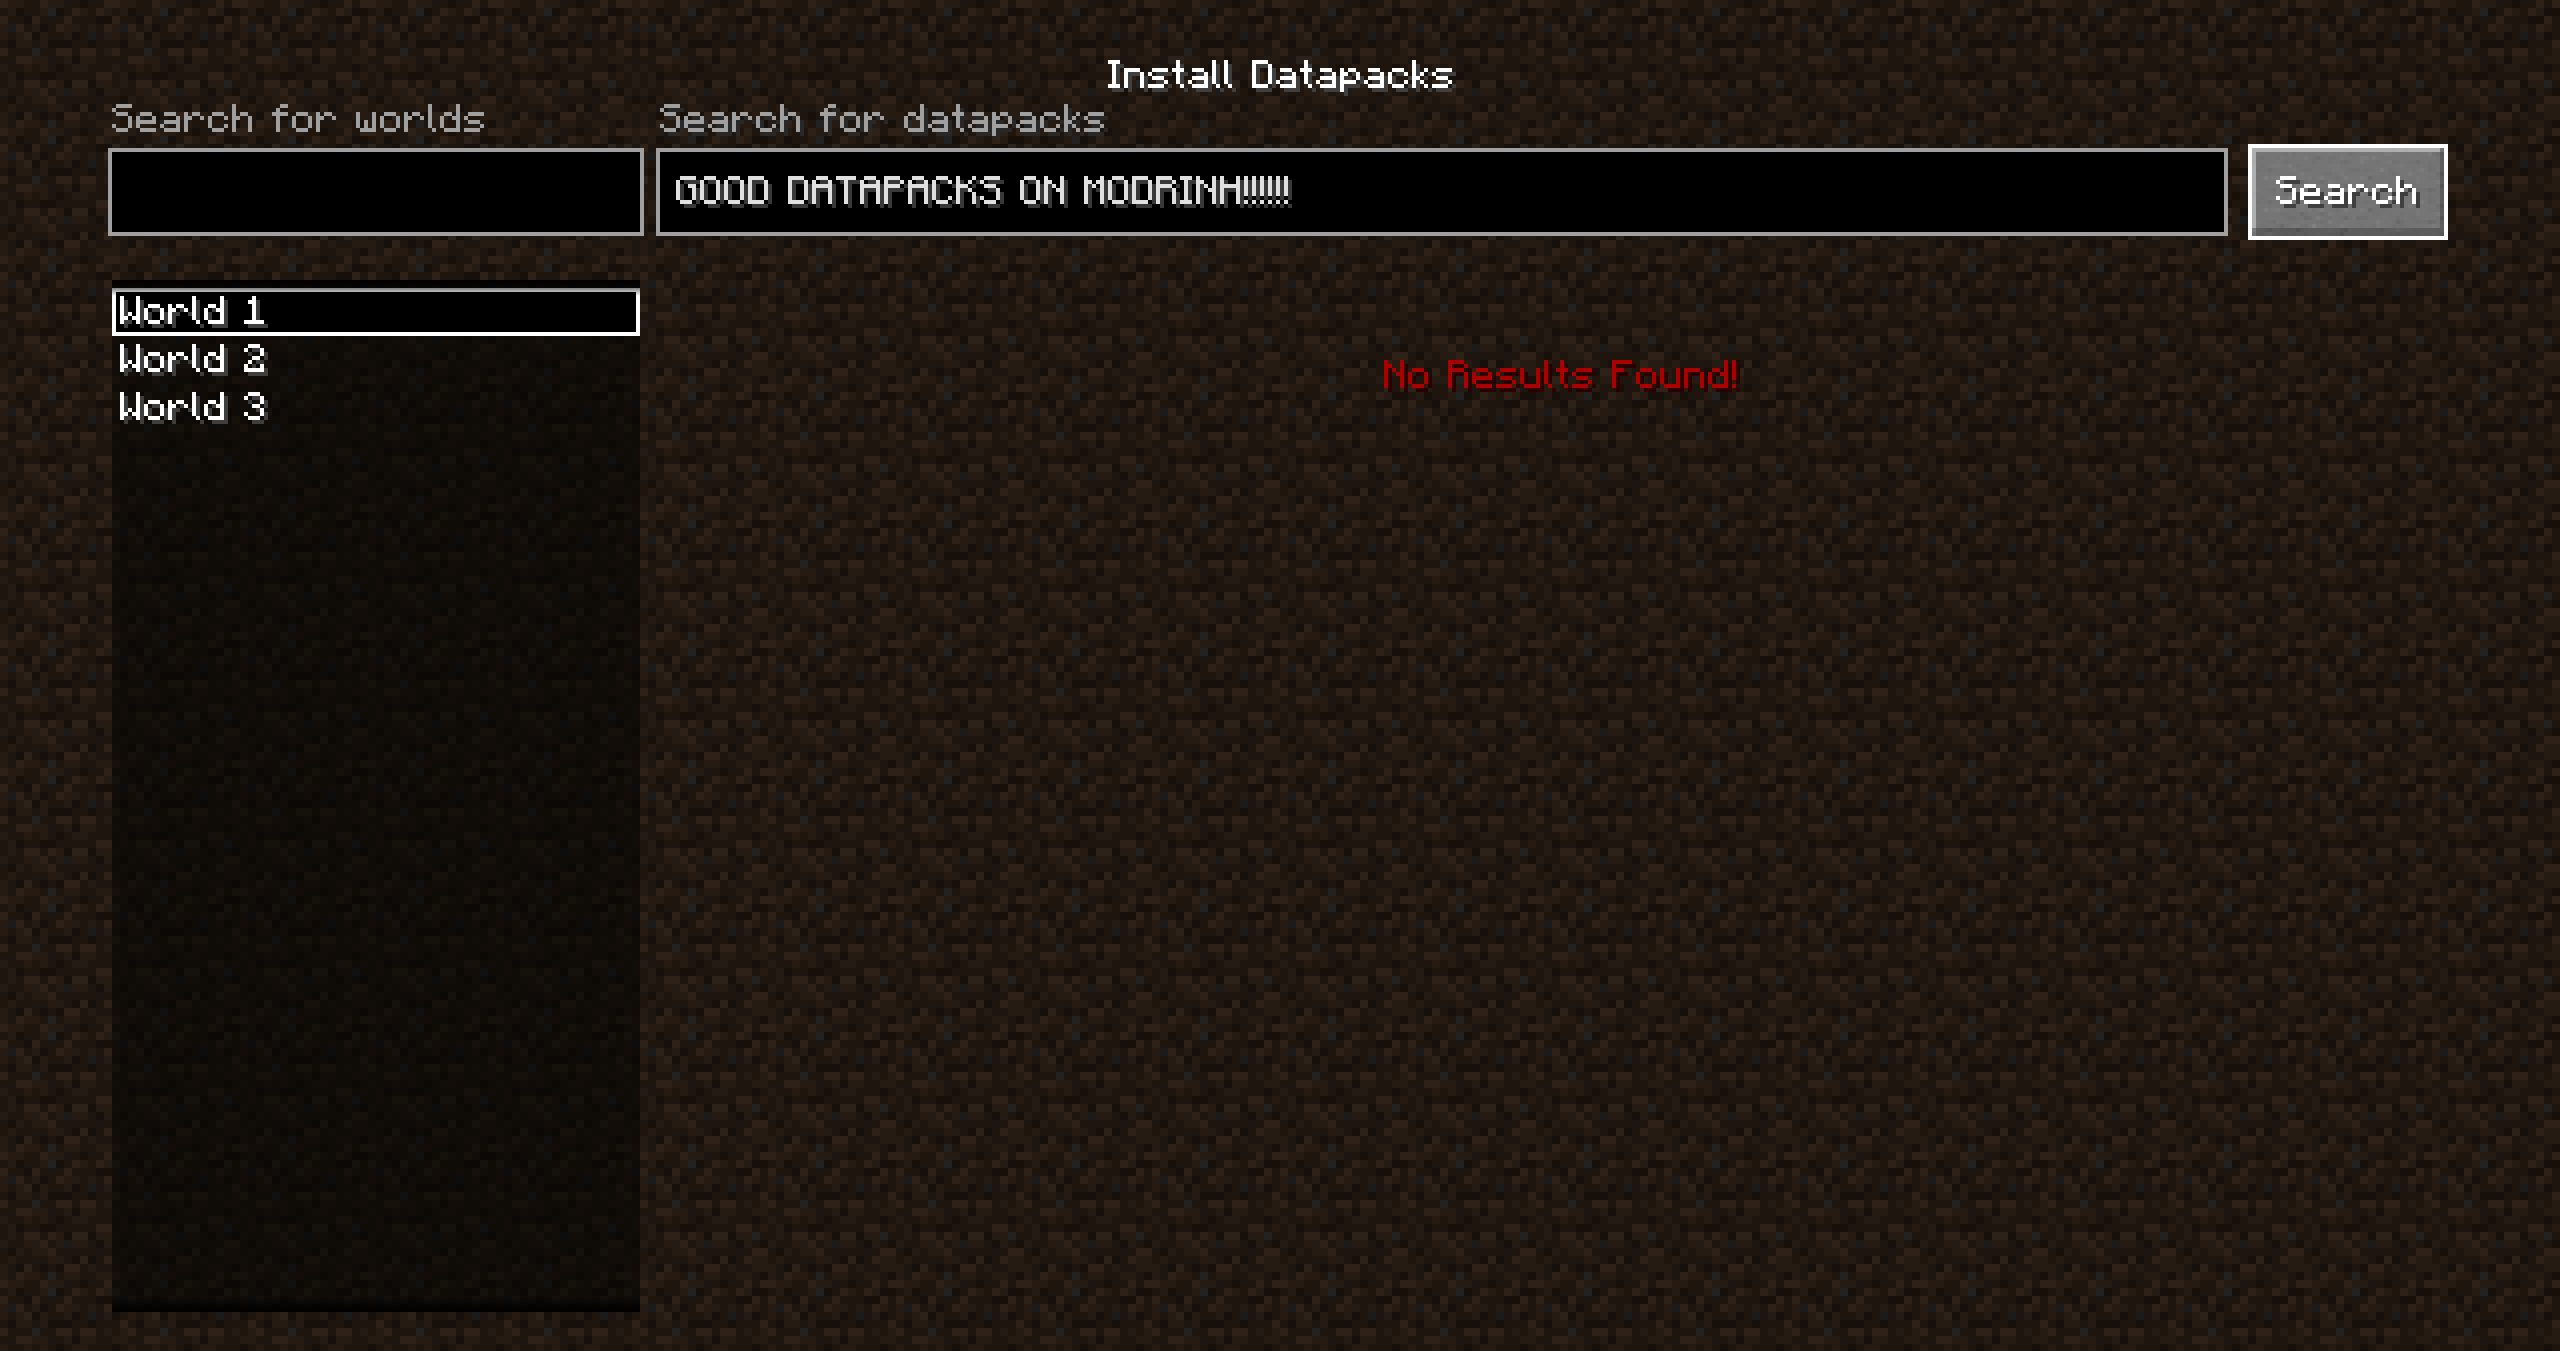 Install Datapacks
Search for worlds
Search for datapacks
GOOD DATAPACKS ON MODRINH!!!!!!
Search
World 1
World 2
World 3
No Results Found!